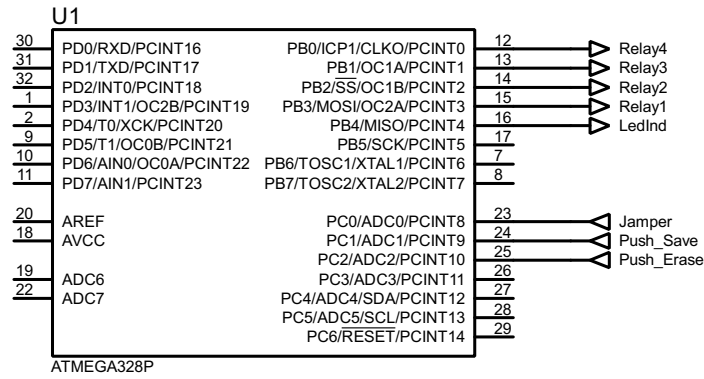 U1
30 PD0/RXD/PCINT16 PB0/ICP1/CLKO/PCINT0 12 Relay4
31 PD1/TXD/PCINT17 PB1/OC1A/PCINT1 13 Relay3
32 PD2/INT0/PCINT18 PB2/SS/OC1B/PCINT2 14 Relay2
1 PD3/INT1/OC2B/PCINT19 PB3/MOSI/OC2A/PCINT3 15 Relay1
2 PD4/T0/XCK/PCINT20 PB4/MISO/PCINT4 16 LedInd
9 PD5/T1/OC0B/PCINT21 PB5/SCK/PCINT5 17
10 PD6/AIN0/OC0A/PCINT22 PB6/TOSC1/XTAL1/PCINT6 7
11 PD7/AIN1/PCINT23 PB7/TOSC2/XTAL2/PCINT7 8
20 AREF PC0/ADC0/PCINT8 23 Jamper
18 AVCC PC1/ADC1/PCINT9 24 Push_Save
PC2/ADC2/PCINT10 25 Push_Erase
19 ADC6 PC3/ADC3/PCINT11 26
22 ADC7 PC4/ADC4/SDA/PCINT12 27
PC5/ADC5/SCL/PCINT13 28
PC6/RESET/PCINT14 29
ATMEGA328P